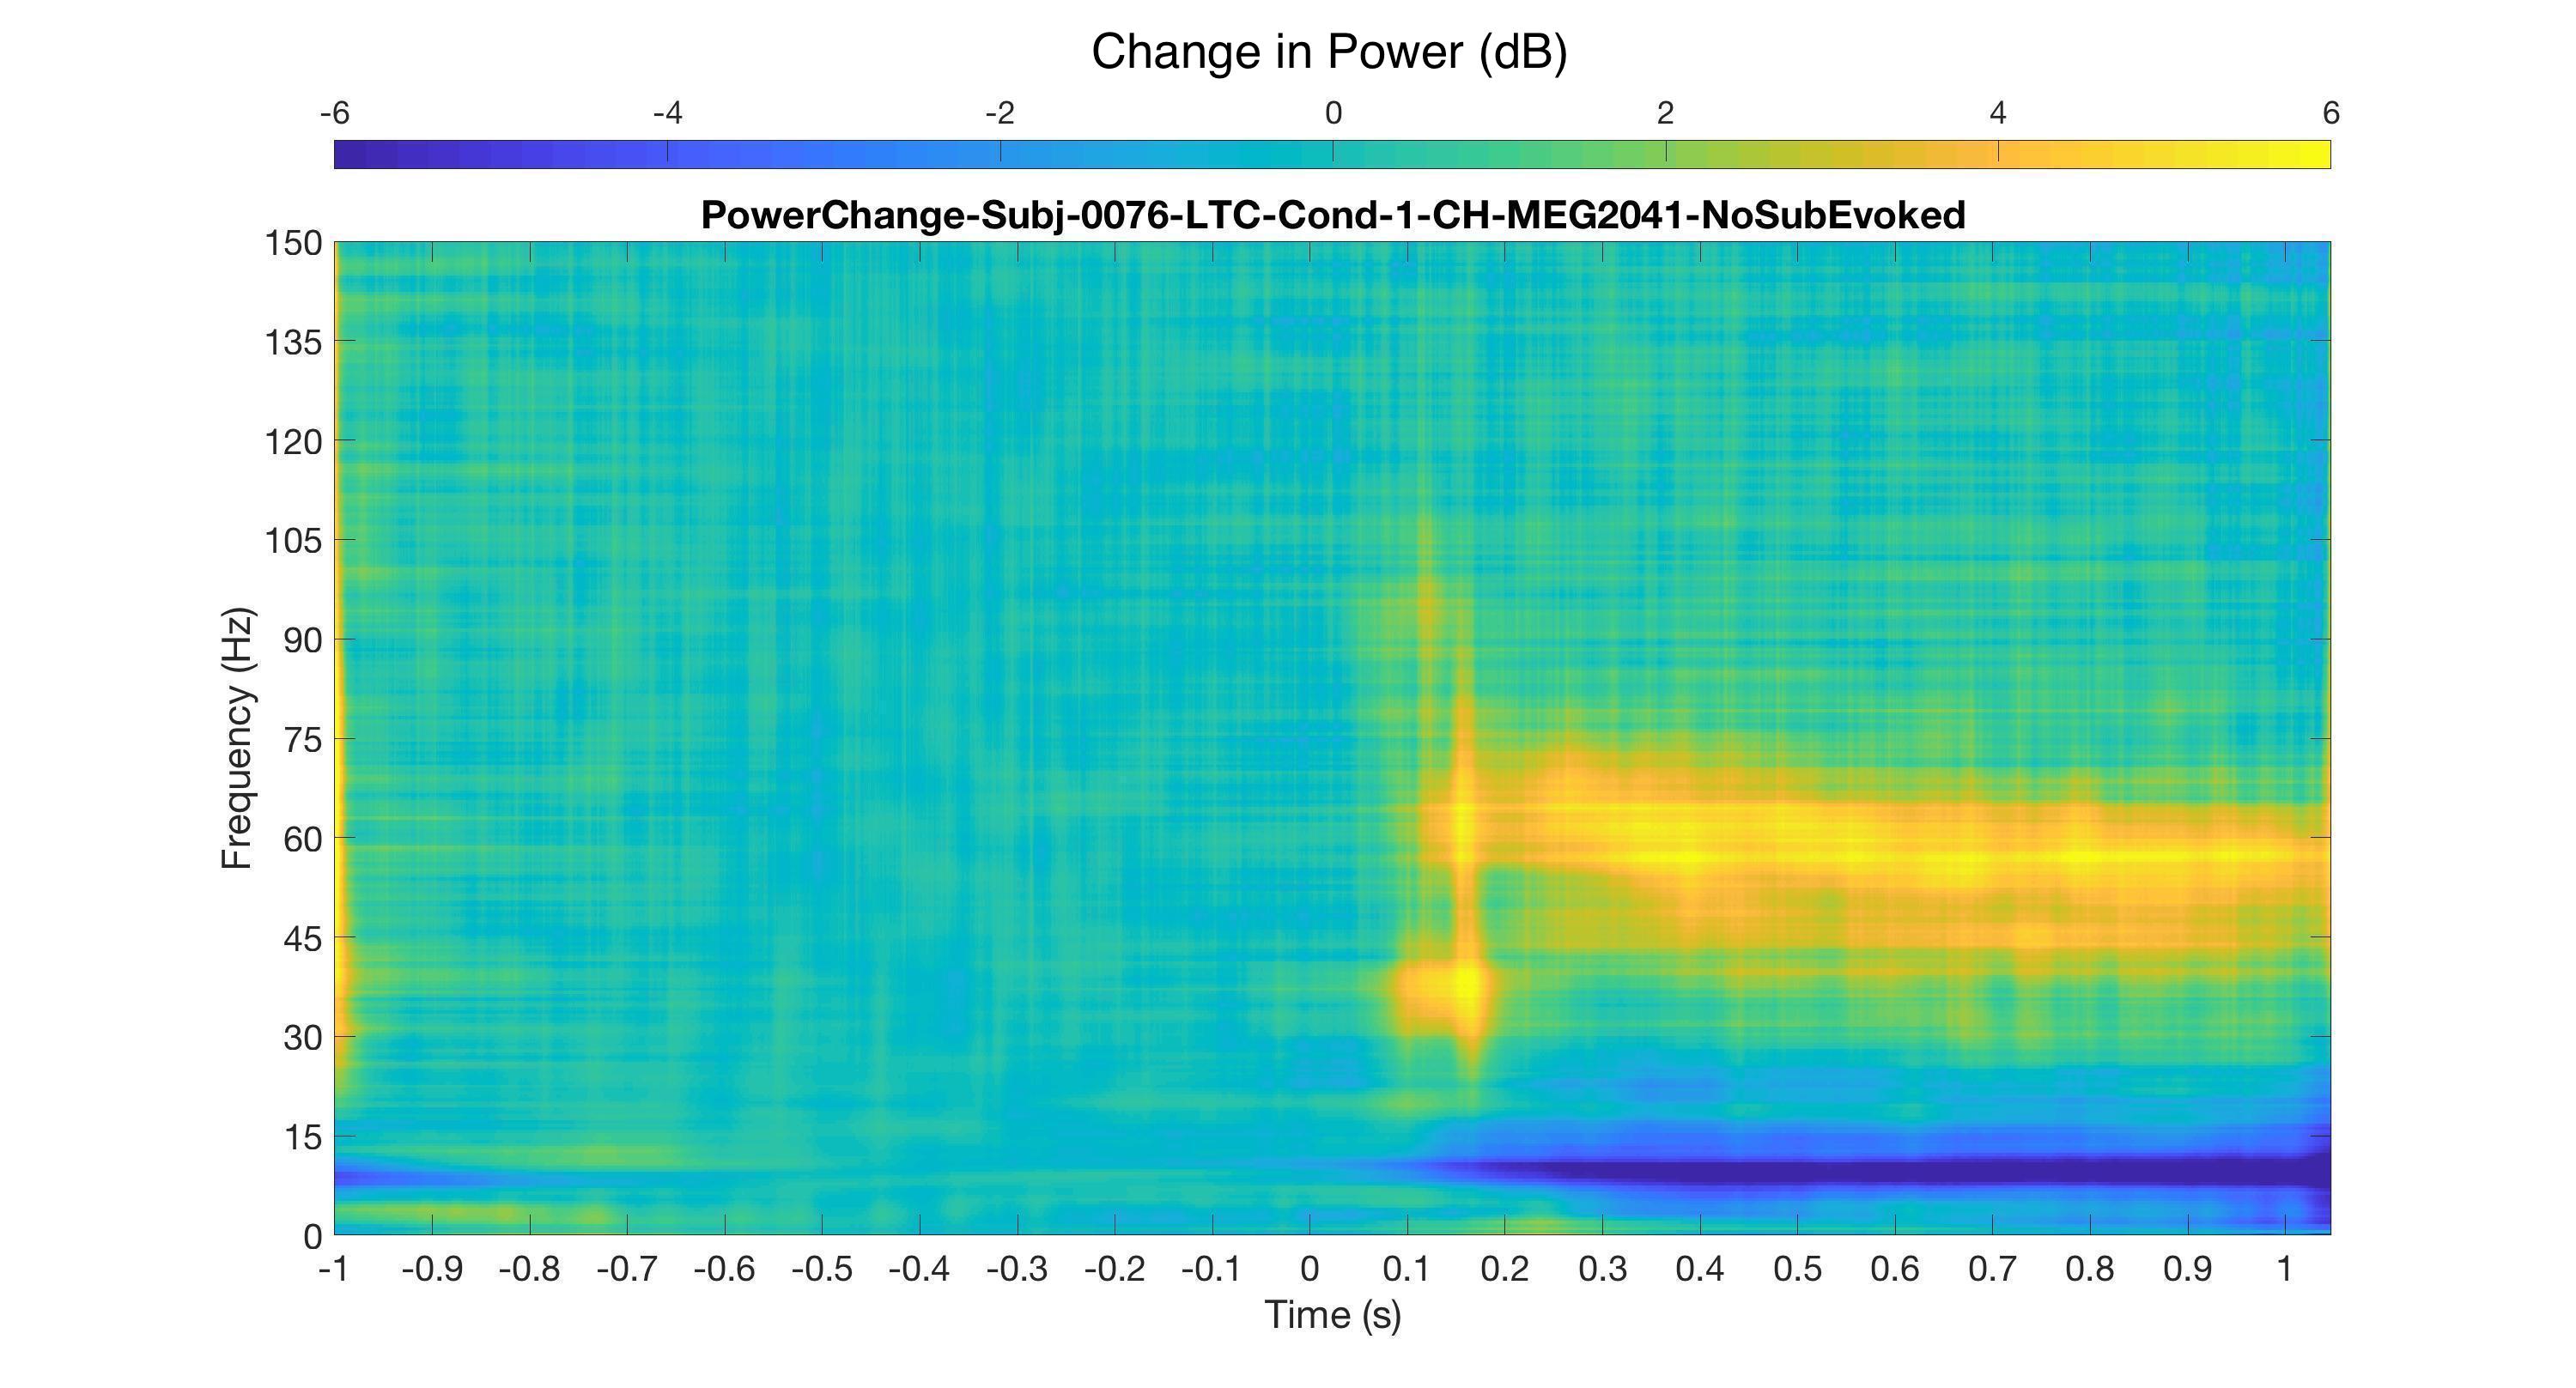 Change in Power (dB)
-6 -4 -2 0 2 4 6
PowerChange-Subj-0076-LTC-Cond-1-CH-MEG2041-NoSubEvoked
150
135
120
105
90
75
60
45
30
15
0
Frequency (Hz)
-1 -0.9 -0.8 -0.7 -0.6 -0.5 -0.4 -0.3 -0.2 -0.1 0 0.1 0.2 0.3 0.4 0.5 0.6 0.7 0.8 0.9 1
Time (s)